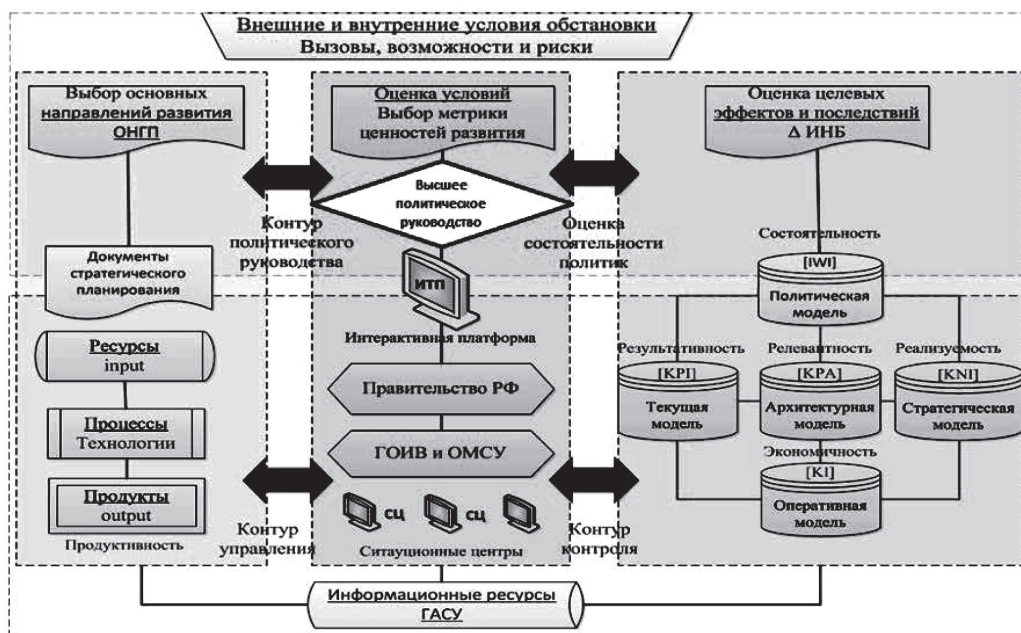 Внешние и внутренние условия обстановки
Вызовы, возможности и риски
Выбор основных
направлений развития
ОНГП
Документы
стратегического
планирования
Ресурсы
input
Процессы
Технологии
Продукты
output
Продуктивность
Контур
политического
руководства
Контур
управления
Оценка условий
Выбор метрики
ценностей развития
Высшее
политическое
руководство
ИТП
Интерактивная платформа
Правительство РФ
ГОИВ и ОМСУ
СЦ
СЦ
Ситауционные центры
Оценка
состоятельности
политик
Контур
контроля
Оценка целевых
эффектов и последствий
Δ ИНБ
Состоятельность
[IWI]
Политическая
модель
Результативность
Релевантность
Реализуемость
[KPI]
Текущая
модель
[KPA]
Архитектурная
модель
[KNI]
Стратегическая
модель
Экономичность
[KI]
Оперативная
модель
Информационные ресурсы
ГАСУ